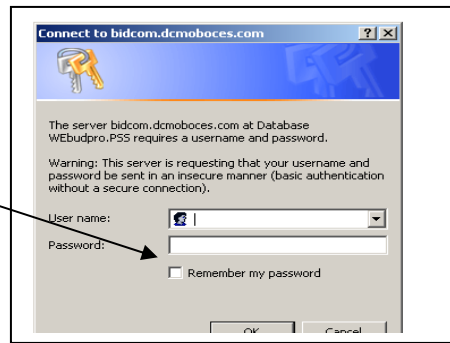 Connect to bidcom.dcmoboces.com
The server bidcom.dcmoboces.com at Database
WEbudpro.PSS requires a username and password.
Warning: This server is requesting that your username and
password be sent in an insecure manner (basic authentication
without a secure connection).
User name:
Password:
Remember my password
OK Cancel